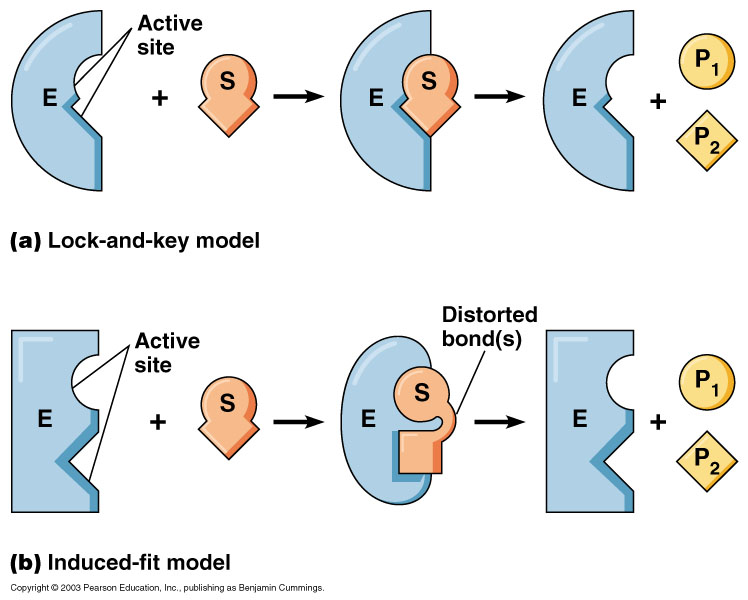 Active
site
E
+
S
E
S
E
+
P1
P2
(a) Lock-and-key model
Active
site
E
+
S
Distorted
bond(s)
E
S
E
+
P1
P2
(b) Induced-fit model
Copyright © 2003 Pearson Education, Inc., publishing as Benjamin Cummings.